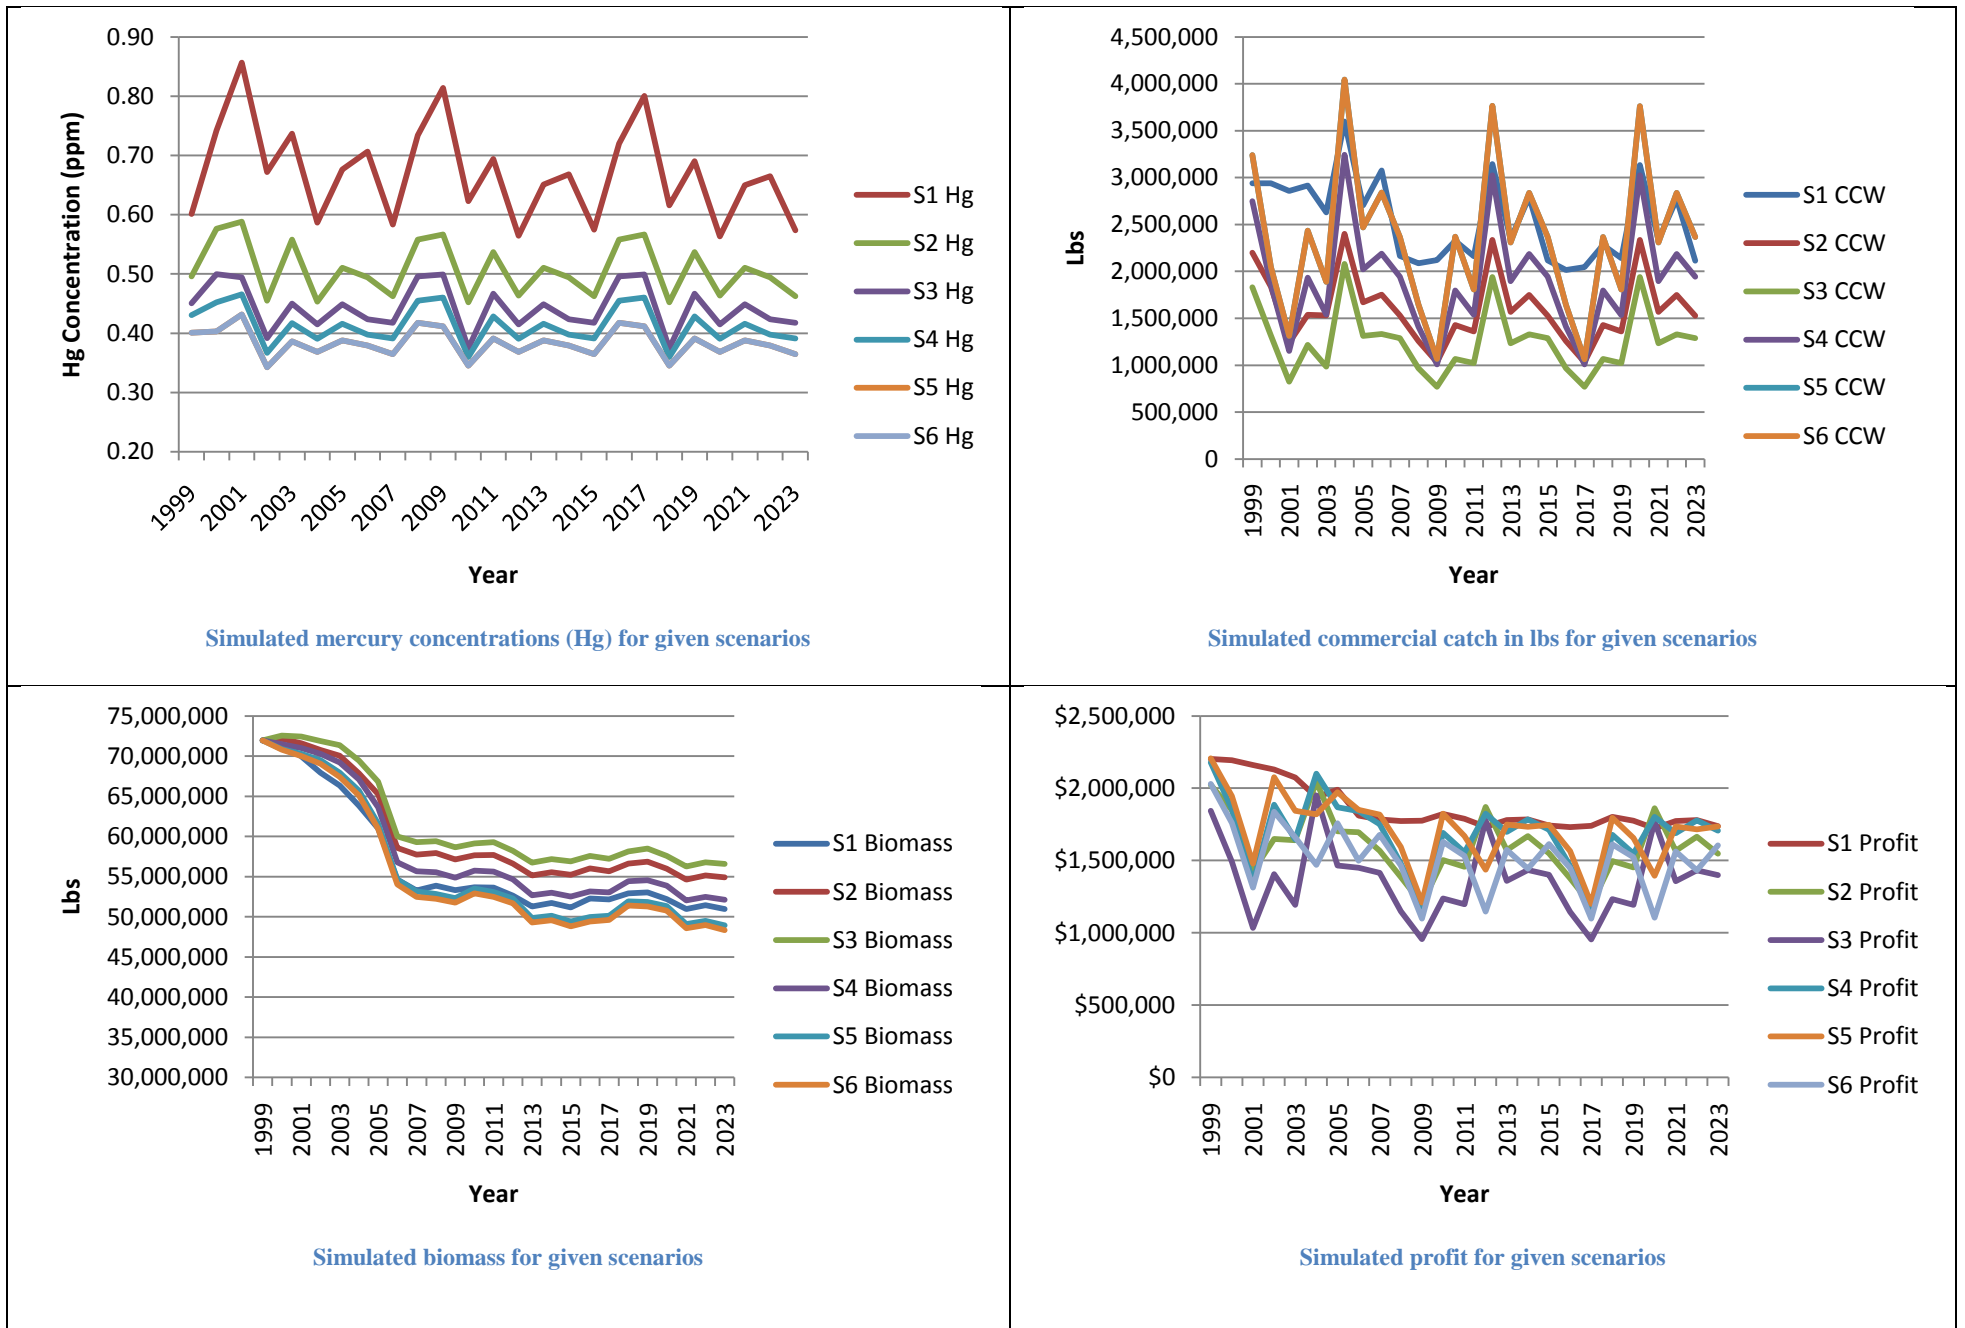 0.90
0.80
0.70
0.60
0.50
0.40
0.30
0.20
Hg Concentration (ppm)
1999
2001
2003
2005
2007
2009
2011
2013
2015
2017
2019
2021
2023
Year
S1 Hg
S2 Hg
S3 Hg
S4 Hg
S5 Hg
S6 Hg
Simulated mercury concentrations (Hg) for given scenarios
4,500,000
4,000,000
3,500,000
3,000,000
2,500,000
2,000,000
1,500,000
1,000,000
500,000
0
Lbs
1999
2001
2003
2005
2007
2009
2011
2013
2015
2017
2019
2021
2023
Year
S1 CCW
S2 CCW
S3 CCW
S4 CCW
S5 CCW
S6 CCW
Simulated commercial catch in lbs for given scenarios
75,000,000
70,000,000
65,000,000
60,000,000
55,000,000
50,000,000
45,000,000
40,000,000
35,000,000
30,000,000
Lbs
1999
2001
2003
2005
2007
2009
2011
2013
2015
2017
2019
2021
2023
Year
S1 Biomass
S2 Biomass
S3 Biomass
S4 Biomass
S5 Biomass
S6 Biomass
Simulated biomass for given scenarios
$2,500,000
$2,000,000
$1,500,000
$1,000,000
$500,000
$0
1999
2001
2003
2005
2007
2009
2011
2013
2015
2017
2019
2021
2023
Year
S1 Profit
S2 Profit
S3 Profit
S4 Profit
S5 Profit
S6 Profit
Simulated profit for given scenarios